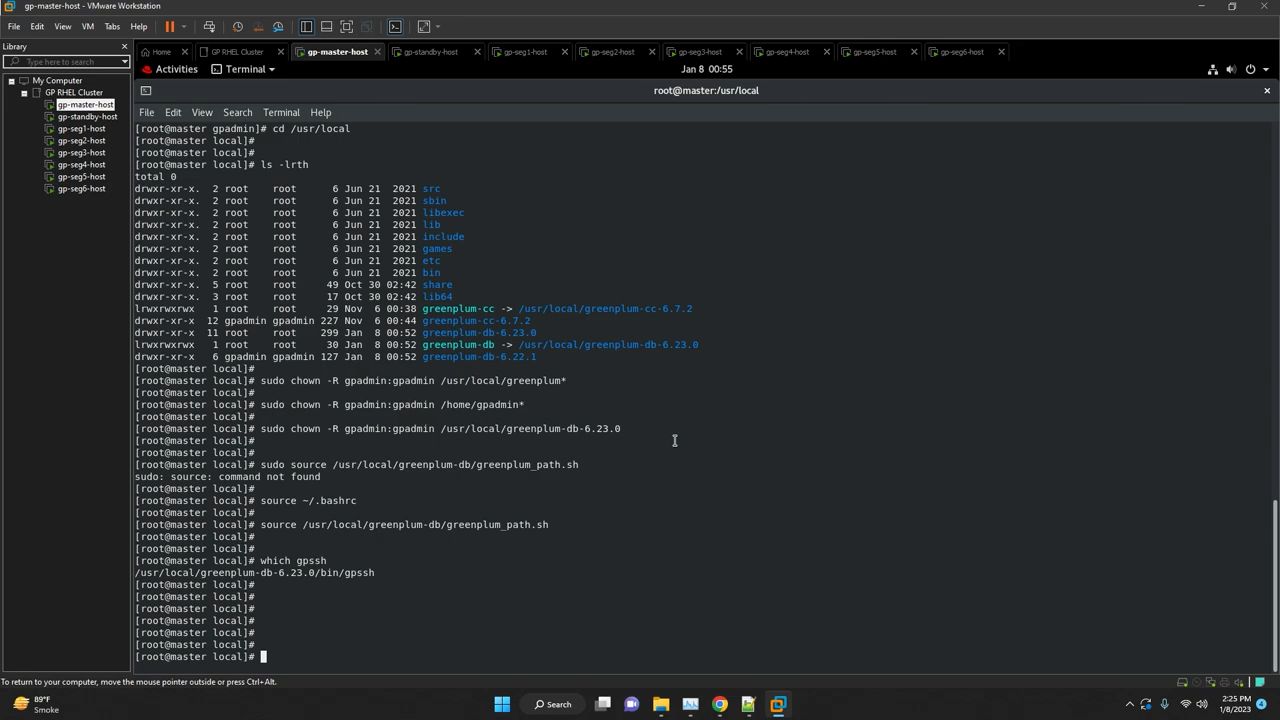 gp-master-host - VMware Workstation
File Edit View VM Tabs Help
Library
Type here to search
My Computer
GP RHEL Cluster
gp-master-host
gp-standby-host
gp-seg1-host
gp-seg2-host
gp-seg3-host
gp-seg4-host
gp-seg5-host
gp-seg6-host
Home GP RHEL Cluster gp-master-host gp-standby-host gp-seg1-host gp-seg2-host gp-seg3-host gp-seg4-host gp-seg5-host gp-seg6-host
Activities Terminal Jan 8 00:55
root@master:/usr/local
File Edit View Search Terminal Help
[root@master gpadmin]# cd /usr/local
[root@master local]#
[root@master local]#
[root@master local]# ls -lrth
total 0
drwxr-xr-x. 2 root root 6 Jun 21 2021 src
drwxr-xr-x. 2 root root 6 Jun 21 2021 sbin
drwxr-xr-x. 2 root root 6 Jun 21 2021 libexec
drwxr-xr-x. 2 root root 6 Jun 21 2021 lib
drwxr-xr-x. 2 root root 6 Jun 21 2021 include
drwxr-xr-x. 2 root root 6 Jun 21 2021 games
drwxr-xr-x. 2 root root 6 Jun 21 2021 etc
drwxr-xr-x. 2 root root 6 Jun 21 2021 bin
drwxr-xr-x. 5 root root 49 Oct 30 02:42 share
drwxr-xr-x. 3 root root 17 Oct 30 02:42 lib64
lrwxrwxrwx 1 root root 29 Nov 6 00:38 greenplum-cc -> /usr/local/greenplum-cc-6.7.2
drwxr-xr-x 12 gpadmin gpadmin 227 Nov 6 00:44 greenplum-cc-6.7.2
drwxr-xr-x 11 root root 299 Jan 8 00:52 greenplum-db-6.23.0
lrwxrwxrwx 1 root root 30 Jan 8 00:52 greenplum-db -> /usr/local/greenplum-db-6.23.0
drwxr-xr-x 6 gpadmin gpadmin 127 Jan 8 00:52 greenplum-db-6.22.1
[root@master local]#
[root@master local]# sudo chown -R gpadmin:gpadmin /usr/local/greenplum*
[root@master local]#
[root@master local]# sudo chown -R gpadmin:gpadmin /home/gpadmin*
[root@master local]#
[root@master local]# sudo chown -R gpadmin:gpadmin /usr/local/greenplum-db-6.23.0
[root@master local]#
[root@master local]#
[root@master local]# sudo source /usr/local/greenplum-db/greenplum_path.sh
sudo: source: command not found
[root@master local]#
[root@master local]# source ~/.bashrc
[root@master local]#
[root@master local]# source /usr/local/greenplum-db/greenplum_path.sh
[root@master local]#
[root@master local]#
[root@master local]# which gpssh
/usr/local/greenplum-db-6.23.0/bin/gpssh
[root@master local]#
[root@master local]#
[root@master local]#
[root@master local]#
[root@master local]#
[root@master local]#
[root@master local]#
To return to your computer, move the mouse pointer outside or press Ctrl+Alt.
89°F
Smoke
Search
2:25 PM
1/8/2023